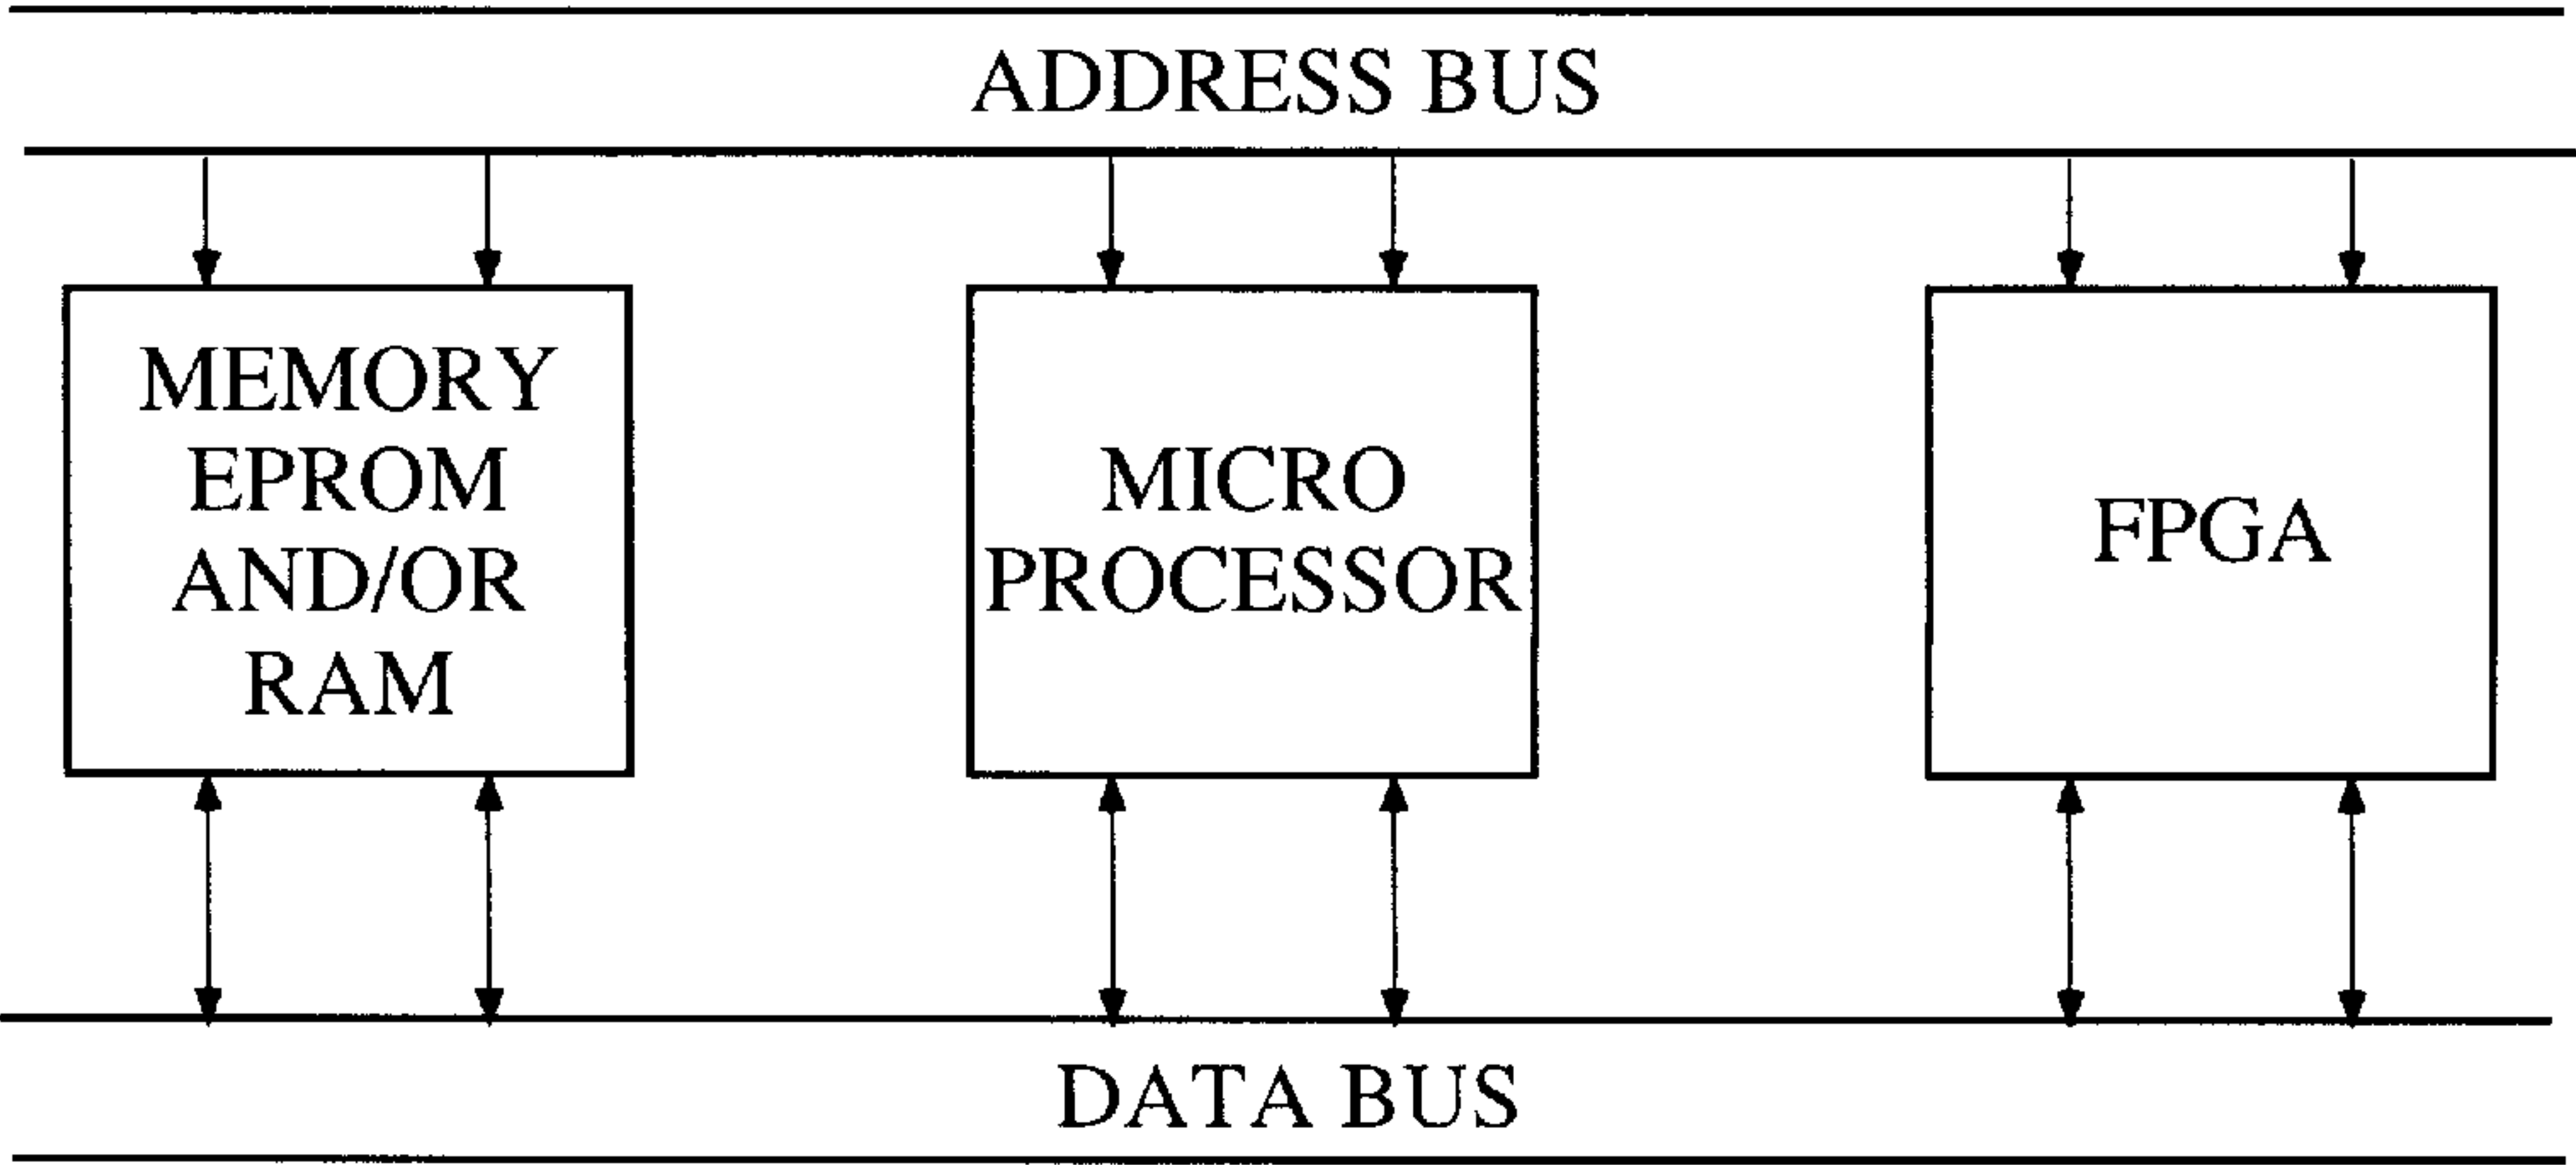 ADDRESS BUS
MEMORY
EPROM
AND/OR
RAM
MICRO
PROCESSOR
FPGA
DATA BUS